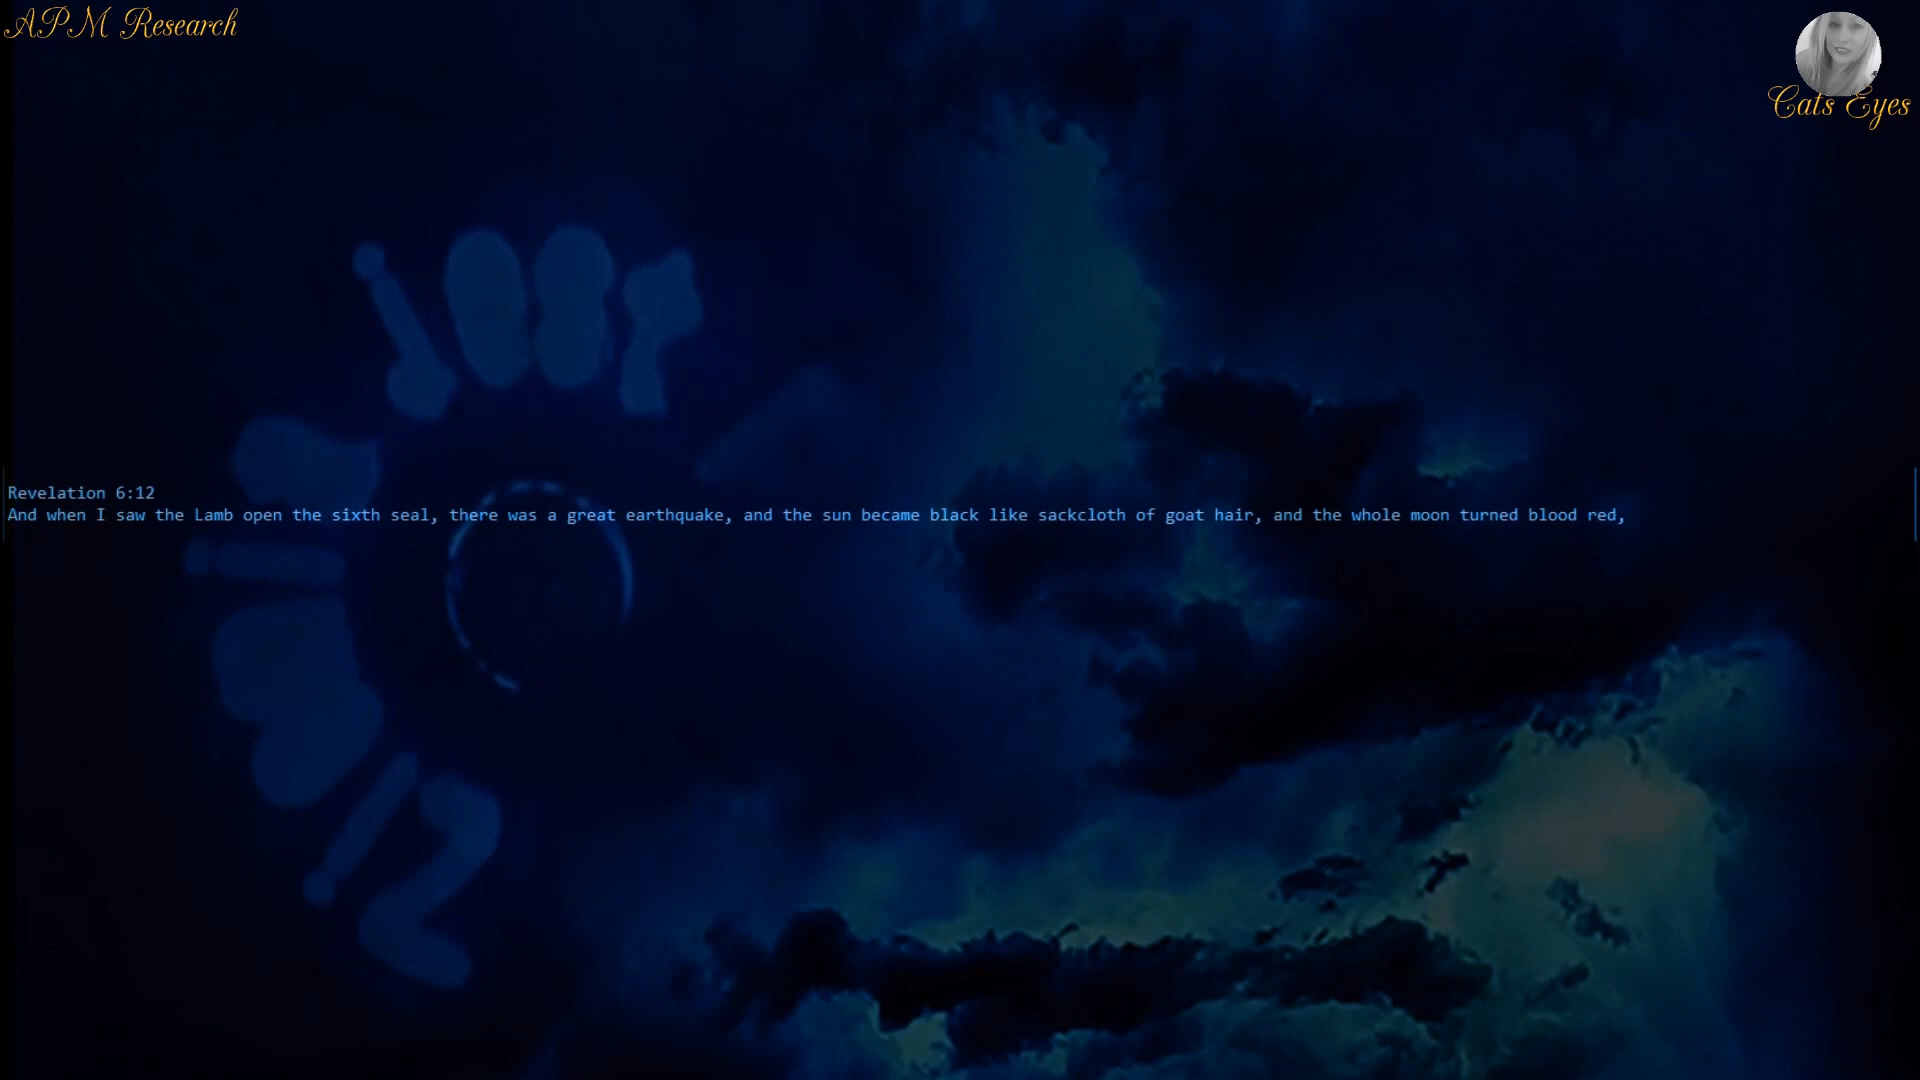 APM Research
Cats Eyes
Revelation 6:12
And when I saw the Lamb open the sixth seal, there was a great earthquake, and the sun became black like sackcloth of goat hair, and the whole moon turned blood red,